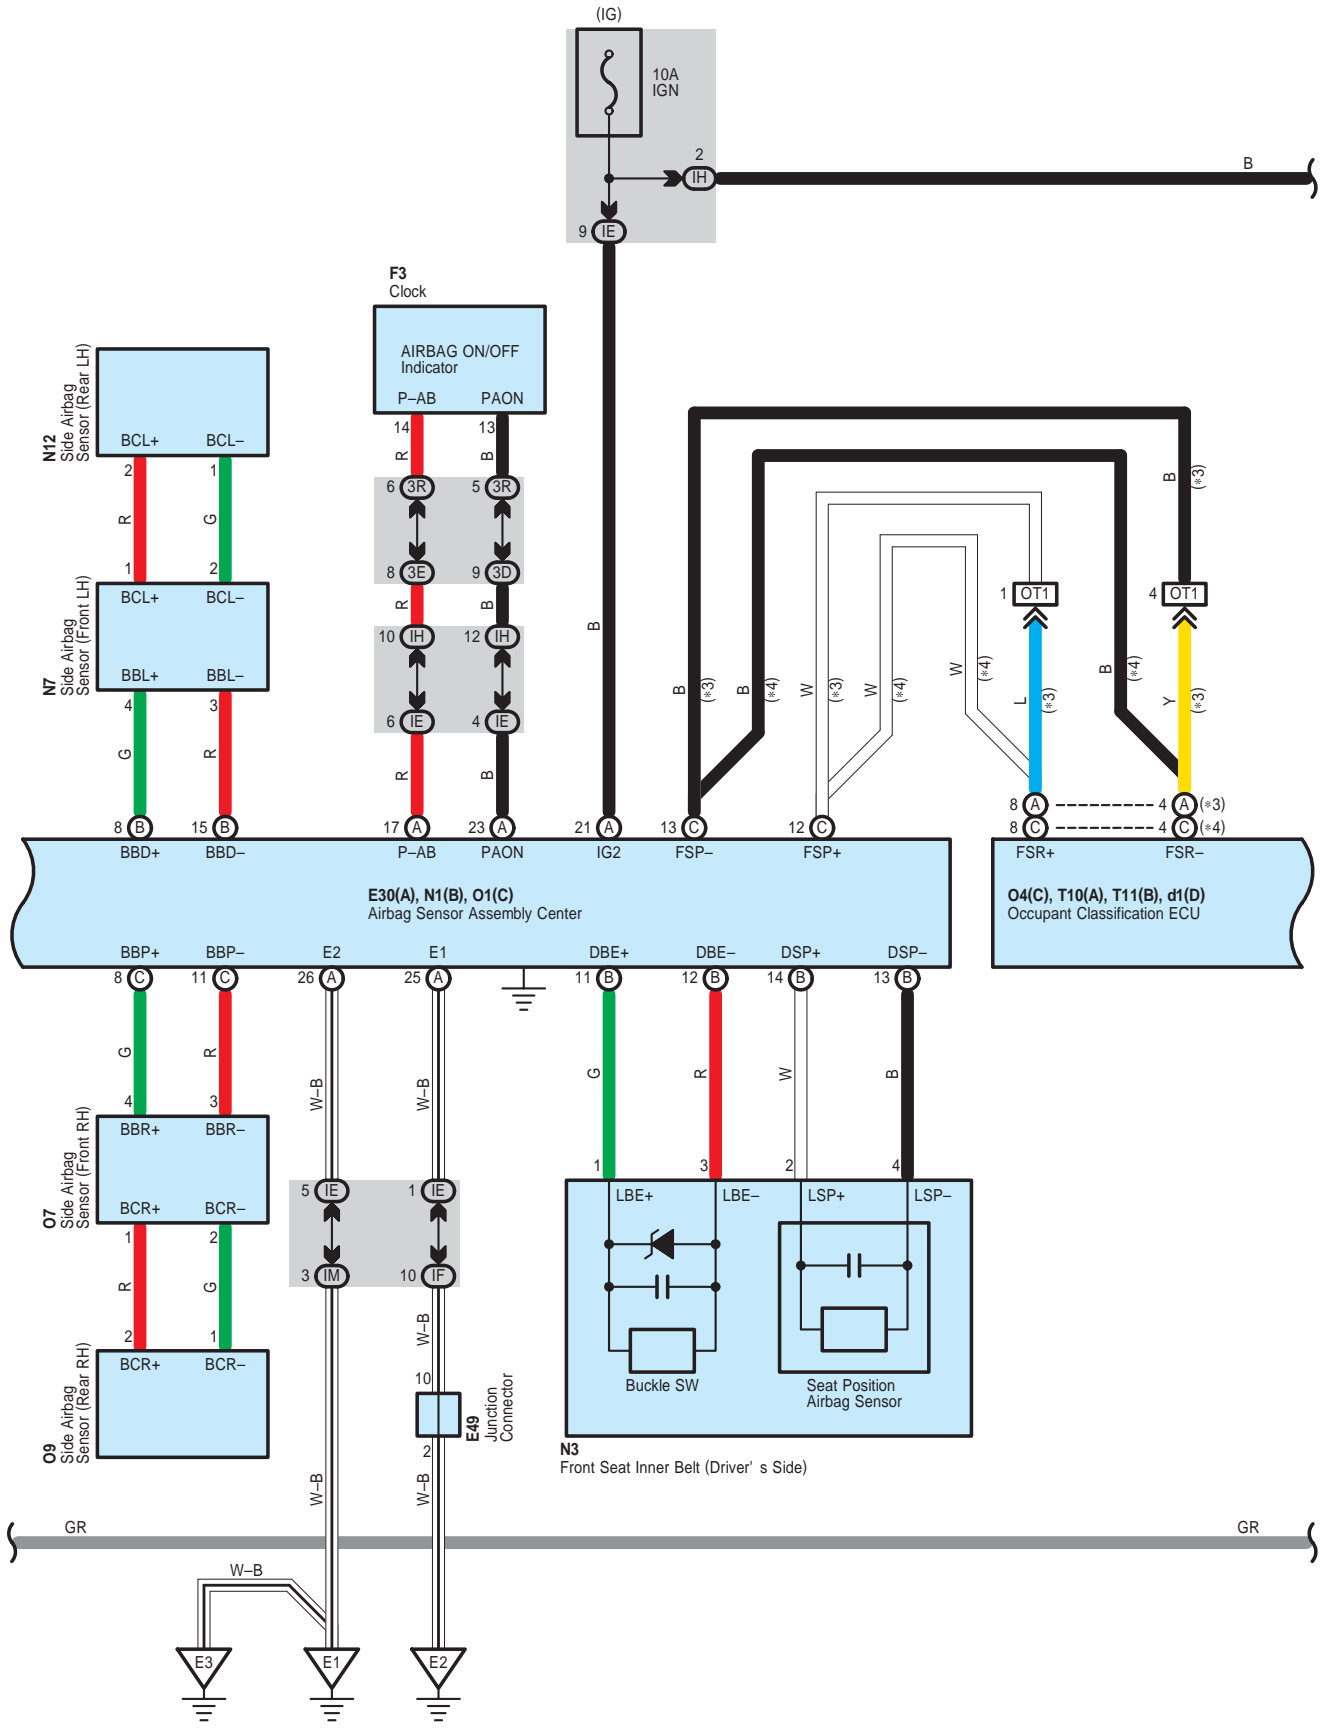 (IG)
10A
IGN
2
IH
B
9 IE
F3
Clock
AIRBAG ON/OFF
Indicator
P–AB PAON
14 13
R B
6 3R 5 3R
8 3E 9 3D
R B
10 IH 12 IH
6 IE 4 IE
R B
17 A 23 A
N12
Side Airbag
Sensor (Rear LH)
BCL+ BCL–
2 1
R G
1 2
N7
Side Airbag
Sensor (Front LH)
BCL+ BCL–
BBL+ BBL–
4 3
G R
8 B 15 B
B
21 A
B (*3)
B (*4)
W (*3)
W (*4)
W (*4)
L (*3)
B (*4)
Y (*3)
B (*3)
1 OT1 4 OT1
13 C 12 C
8 A 4 A (*3)
8 C 4 C (*4)
BBD+ BBD– P–AB PAON IG2 FSP– FSP+ FSR+ FSR–
E30(A), N1(B), O1(C)
Airbag Sensor Assembly Center
O4(C), T10(A), T11(B), d1(D)
Occupant Classification ECU
BBP+ BBP– E2 E1 DBE+ DBE– DSP+ DSP–
8 C 11 C 26 A 25 A 11 B 12 B 14 B 13 B
G R W–B W–B G R W B
4 3
O7
Side Airbag
Sensor (Front RH)
BBR+ BBR–
BCR+ BCR–
1 2
R G
2 1
O9
Side Airbag
Sensor (Rear RH)
BCR+ BCR–
5 IE 1 IE
3 IM 10 IF
W–B
10
E49
Junction
Connector
2
W–B W–B
1 3 2 4
LBE+ LBE– LSP+ LSP–
Buckle SW
Seat Position
Airbag Sensor
N3
Front Seat Inner Belt (Driver' s Side)
GR GR
W–B
E3 E1 E2